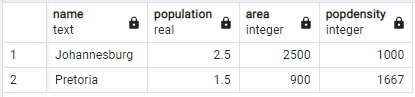 name population area popdensity
text real integer integer
1 Johannesburg 2.5 2500 1000
2 Pretoria 1.5 900 1667